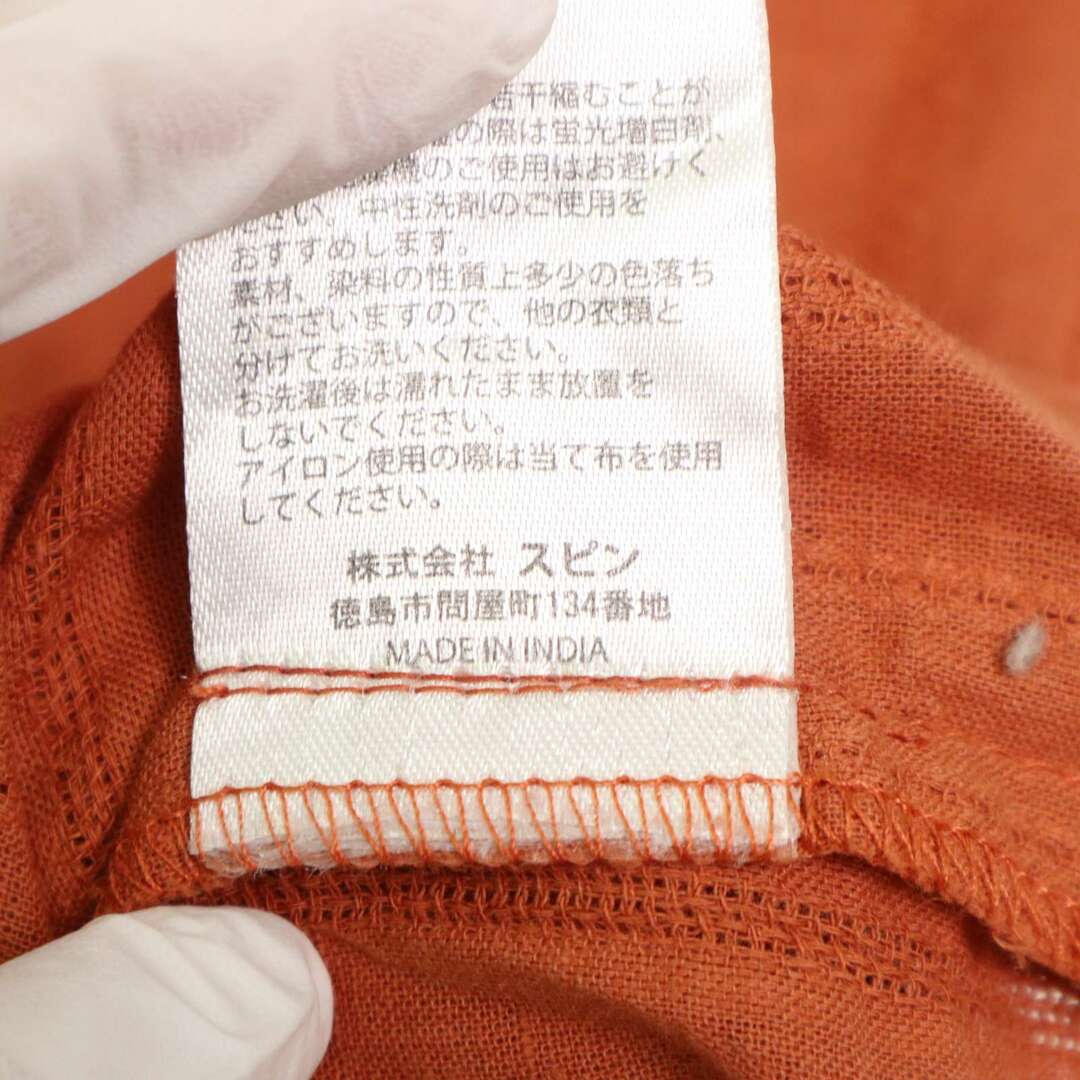 若干縮むことが
の際は蛍光増白剤、
のご使用はお避けく
ださい、中性洗剤のご使用を
おすすめします。
素材、染料の性質上多少の色落ち
がございますので、他の衣類と
分けてお洗いください。
お洗濯後は濡れたまま放置を
しないでください。
アイロン使用の際は当て布を使用
してください。
株式会社 スピン
徳島市問屋町134番地
MADE IN INDIA